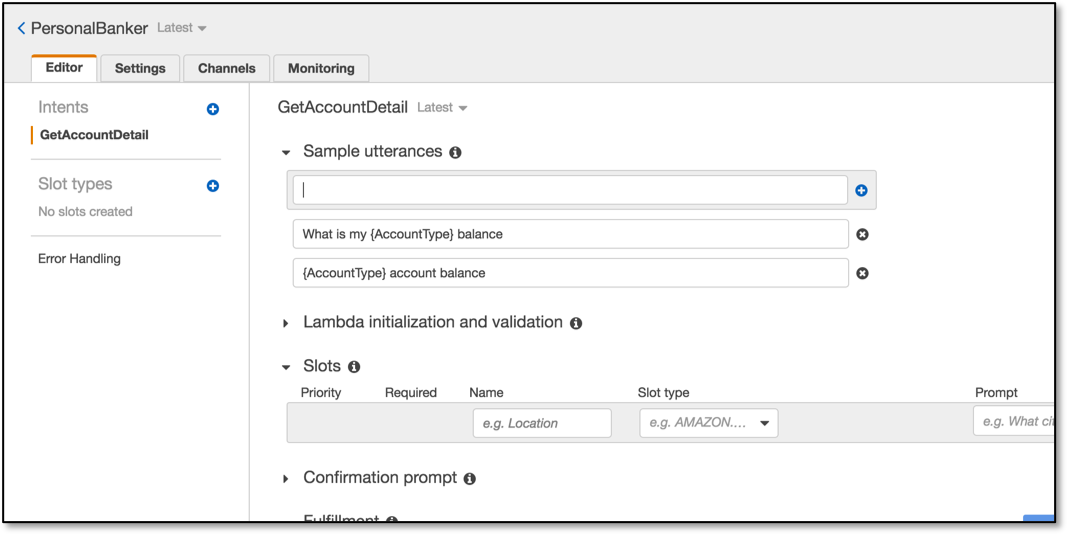 PersonalBanker Latest
Editor Settings Channels Monitoring
Intents
GetAccountDetail
Slot types
No slots created
Error Handling
GetAccountDetail Latest
Sample utterances
What is my {AccountType} balance
{AccountType} account balance
Lambda initialization and validation
Slots
Priority Required Name Slot type Prompt
e.g. Location e.g. AMAZON.... e.g. What cit
Confirmation prompt
Fulfillment